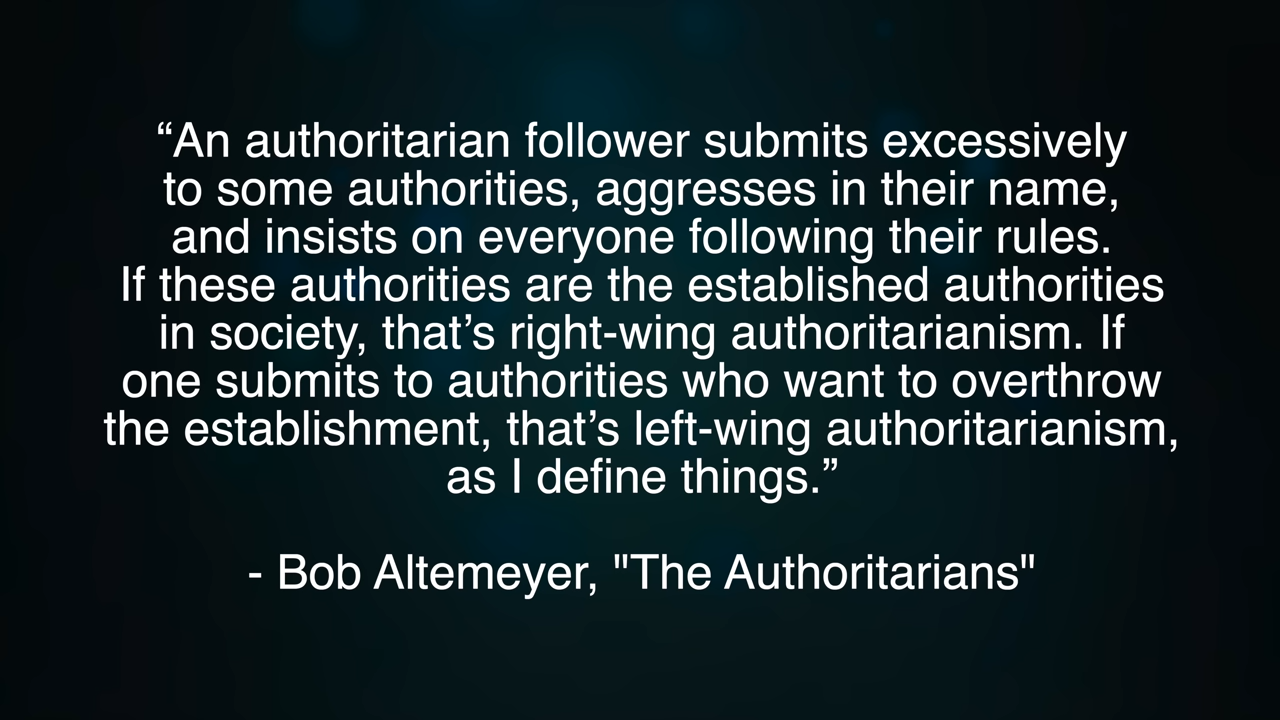 “An authoritarian follower submits excessively
to some authorities, aggresses in their name,
and insists on everyone following their rules.
If these authorities are the established authorities
in society, that’s right-wing authoritarianism. If
one submits to authorities who want to overthrow
the establishment, that’s left-wing authoritarianism,
as I define things.”
- Bob Altemeyer, "The Authoritarians"